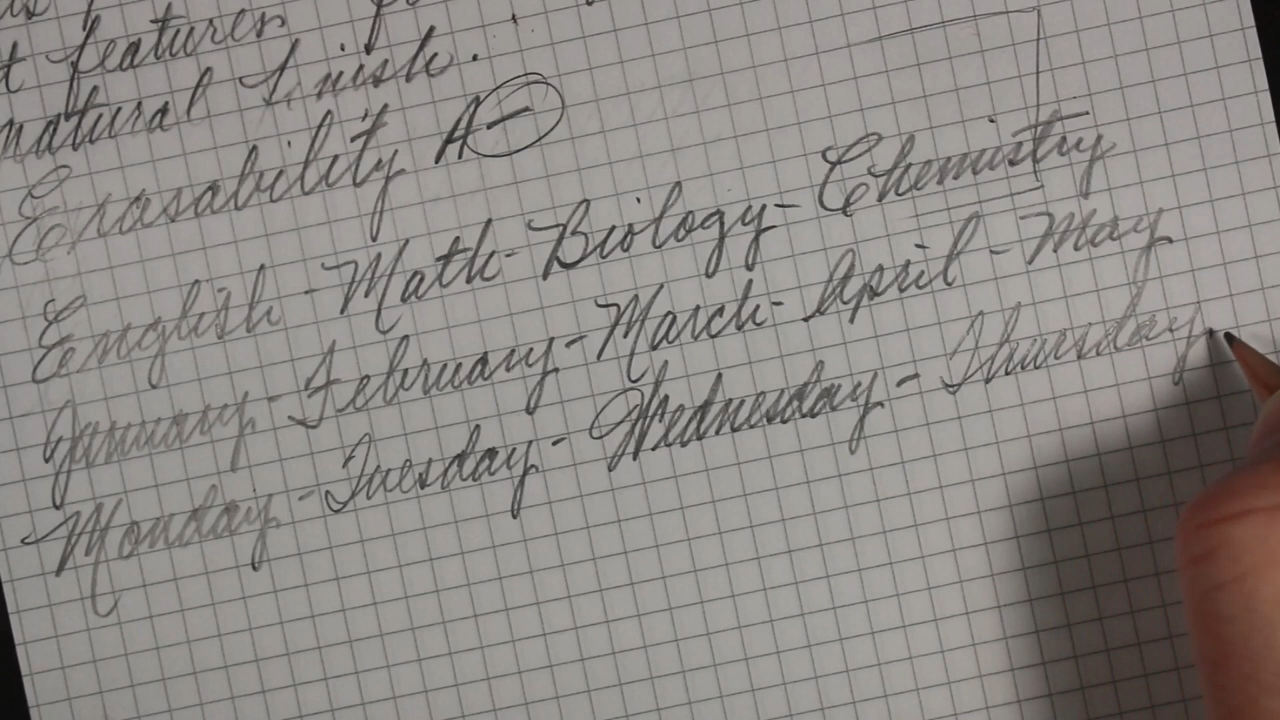 t features
natural finish.
Erasability A-
English - Math - Biology - Chemistry
January - February - March - April - May
Monday - Tuesday - Wednesday - Thursday